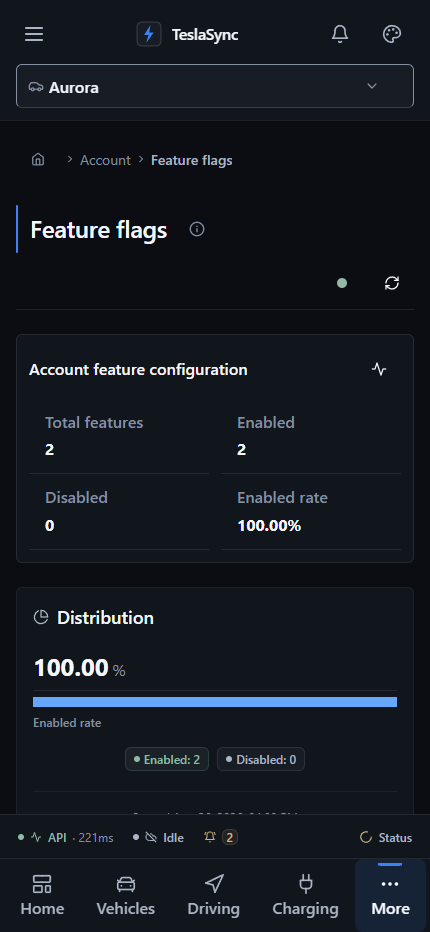 TeslaSync
Aurora
Account
Feature flags
Feature flags
Account feature configuration
Total features
Enabled
2
2
Disabled
Enabled rate
0
100.00%
Distribution
100.00 %
Enabled rate
Enabled: 2
Disabled: 0
API · 221ms
Idle
2
Status
Home
Vehicles
Driving
Charging
More